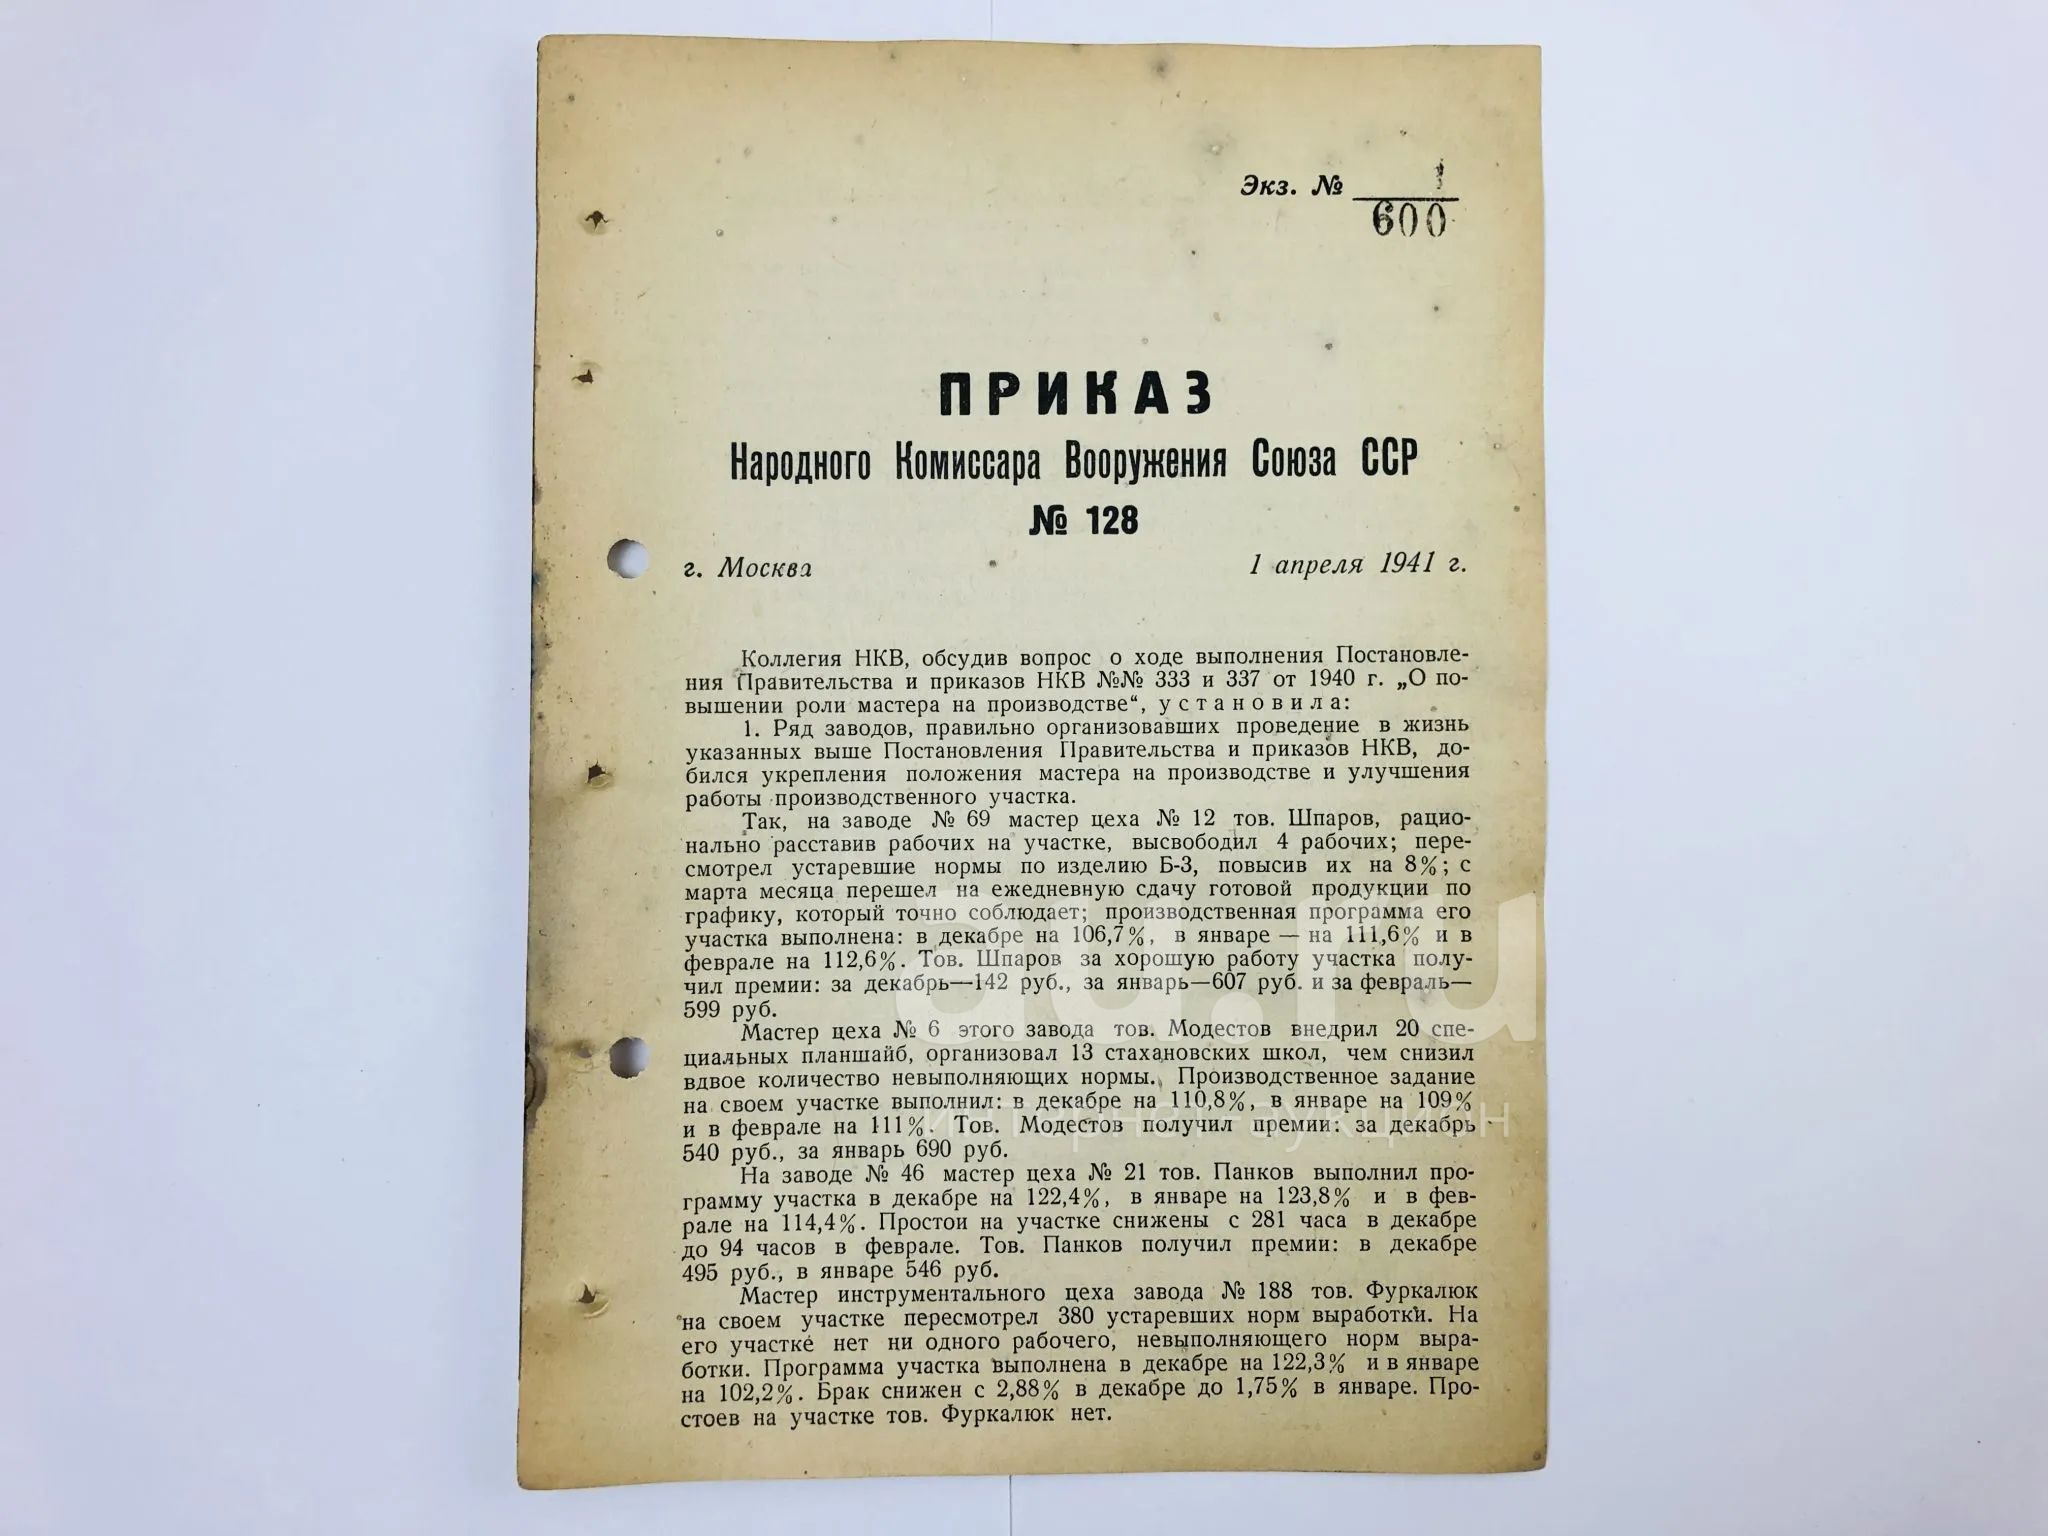 Экз. №
600
ПРИКАЗ
Народного Комиссара Вооружения Союза ССР
№ 128
г. Москва 1 апреля 1941 г.
Коллегия НКВ, обсудив вопрос о ходе выполнения Постановле-
ния Правительства и приказов НКВ №№ 333 и 337 от 1940 г. „О по-
вышении роли мастера на производстве“, установила:
1. Ряд заводов, правильно организовавших проведение в жизнь
указанных выше Постановления Правительства и приказов НКВ, до-
бился укрепления положения мастера на производстве и улучшения
работы производственного участка.
Так, на заводе № 69 мастер цеха № 12 тов. Шпаров, рацио-
нально расставив рабочих на участке, высвободил 4 рабочих; пере-
смотрел устаревшие нормы по изделию Б-3, повысив их на 8%; с
марта месяца перешел на ежедневную сдачу готовой продукции по
графику, который точно соблюдает; производственная программа его
участка выполнена: в декабре на 106,7%, в январе — на 111,6% и в
феврале на 112,6%. Тов. Шпаров за хорошую работу участка полу-
чил премии: за декабрь—142 руб., за январь—607 руб. и за февраль—
599 руб.
Мастер цеха № 6 этого завода тов. Модестов внедрил 20 спе-
циальных планшайб, организовал 13 стахановских школ, чем снизил
вдвое количество невыполняющих нормы. Производственное задание
на своем участке выполнил: в декабре на 110,8%, в январе на 109%
и в феврале на 111%. Тов. Модестов получил премии: за декабрь
540 руб., за январь 690 руб.
На заводе № 46 мастер цеха № 21 тов. Панков выполнил про-
грамму участка в декабре на 122,4%, в январе на 123,8% и в фев-
рале на 114,4%. Простои на участке снижены с 281 часа в декабре
до 94 часов в феврале. Тов. Панков получил премии: в декабре
495 руб., в январе 546 руб.
Мастер инструментального цеха завода № 188 тов. Фуркалюк
на своем участке пересмотрел 380 устаревших норм выработки. На
его участке нет ни одного рабочего, невыполняющего норм выра-
ботки. Программа участка выполнена в декабре на 122,3% и в январе
на 102,2%. Брак снижен с 2,88% в декабре до 1,75% в январе. Про-
стоев на участке тов. Фуркалюк нет.
au.ru
интернет-аукцион